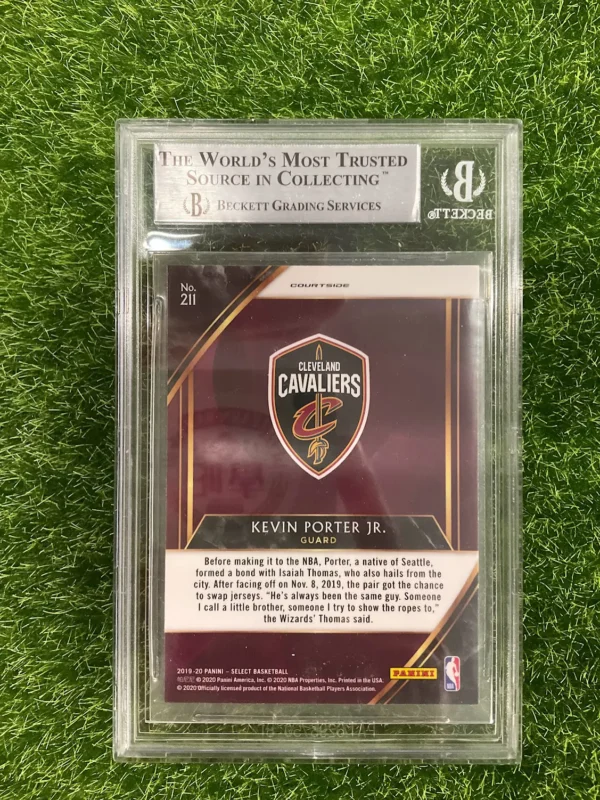 THE WORLD'S MOST TRUSTED
SOURCE IN COLLECTING™
B BECKETT GRADING SERVICES
B
BECKETT®
No.
211
COURTSIDE
CLEVELAND
CAVALIERS
C
KEVIN PORTER JR.
GUARD
Before making it to the NBA, Porter, a native of Seattle,
formed a bond with Isaiah Thomas, who also hails from the
city. After facing off on Nov. 8, 2019, the pair got the chance
to swap jerseys. "He's always been the same guy. Someone
I call a little brother, someone I try to show the ropes to,"
the Wizards' Thomas said.
2019-20 PANINI – SELECT BASKETBALL
© 2020 Panini America, Inc. © 2020 NBA Properties, Inc. Printed in the USA.
© 2020 Officially licensed product of the National Basketball Players Association.
PANINI
NBA